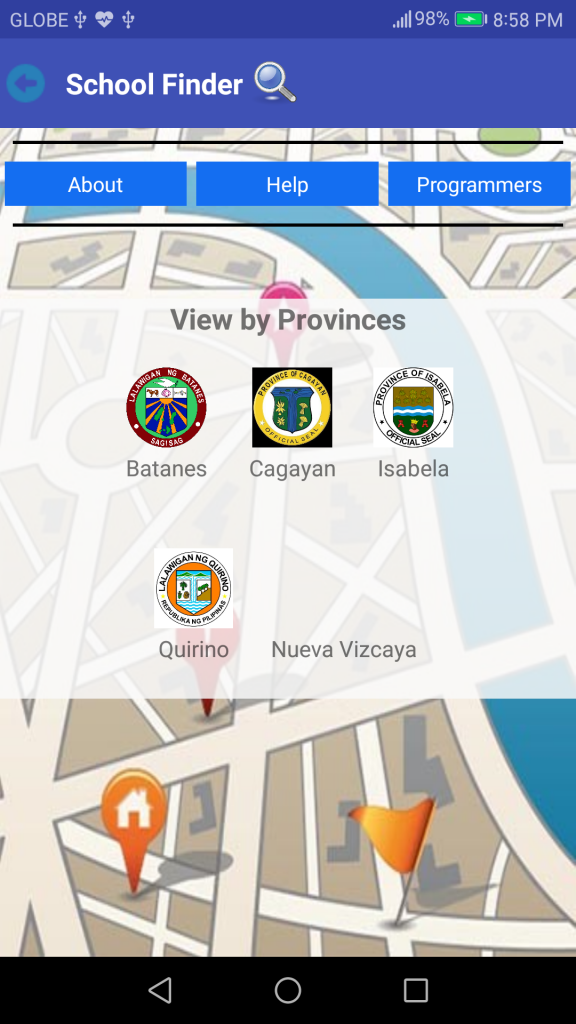 GLOBE 98% 8:58 PM
School Finder
About Help Programmers
View by Provinces
LALAWIGAN NG BATANES
SAGISAG
PROVINCE OF CAGAYAN
OFFICIAL SEAL
PROVINCE OF ISABELA
OFFICIAL SEAL
Batanes Cagayan Isabela
LALAWIGAN NG QUIRINO
REPUBLIKA NG PILIPINAS
Quirino Nueva Vizcaya